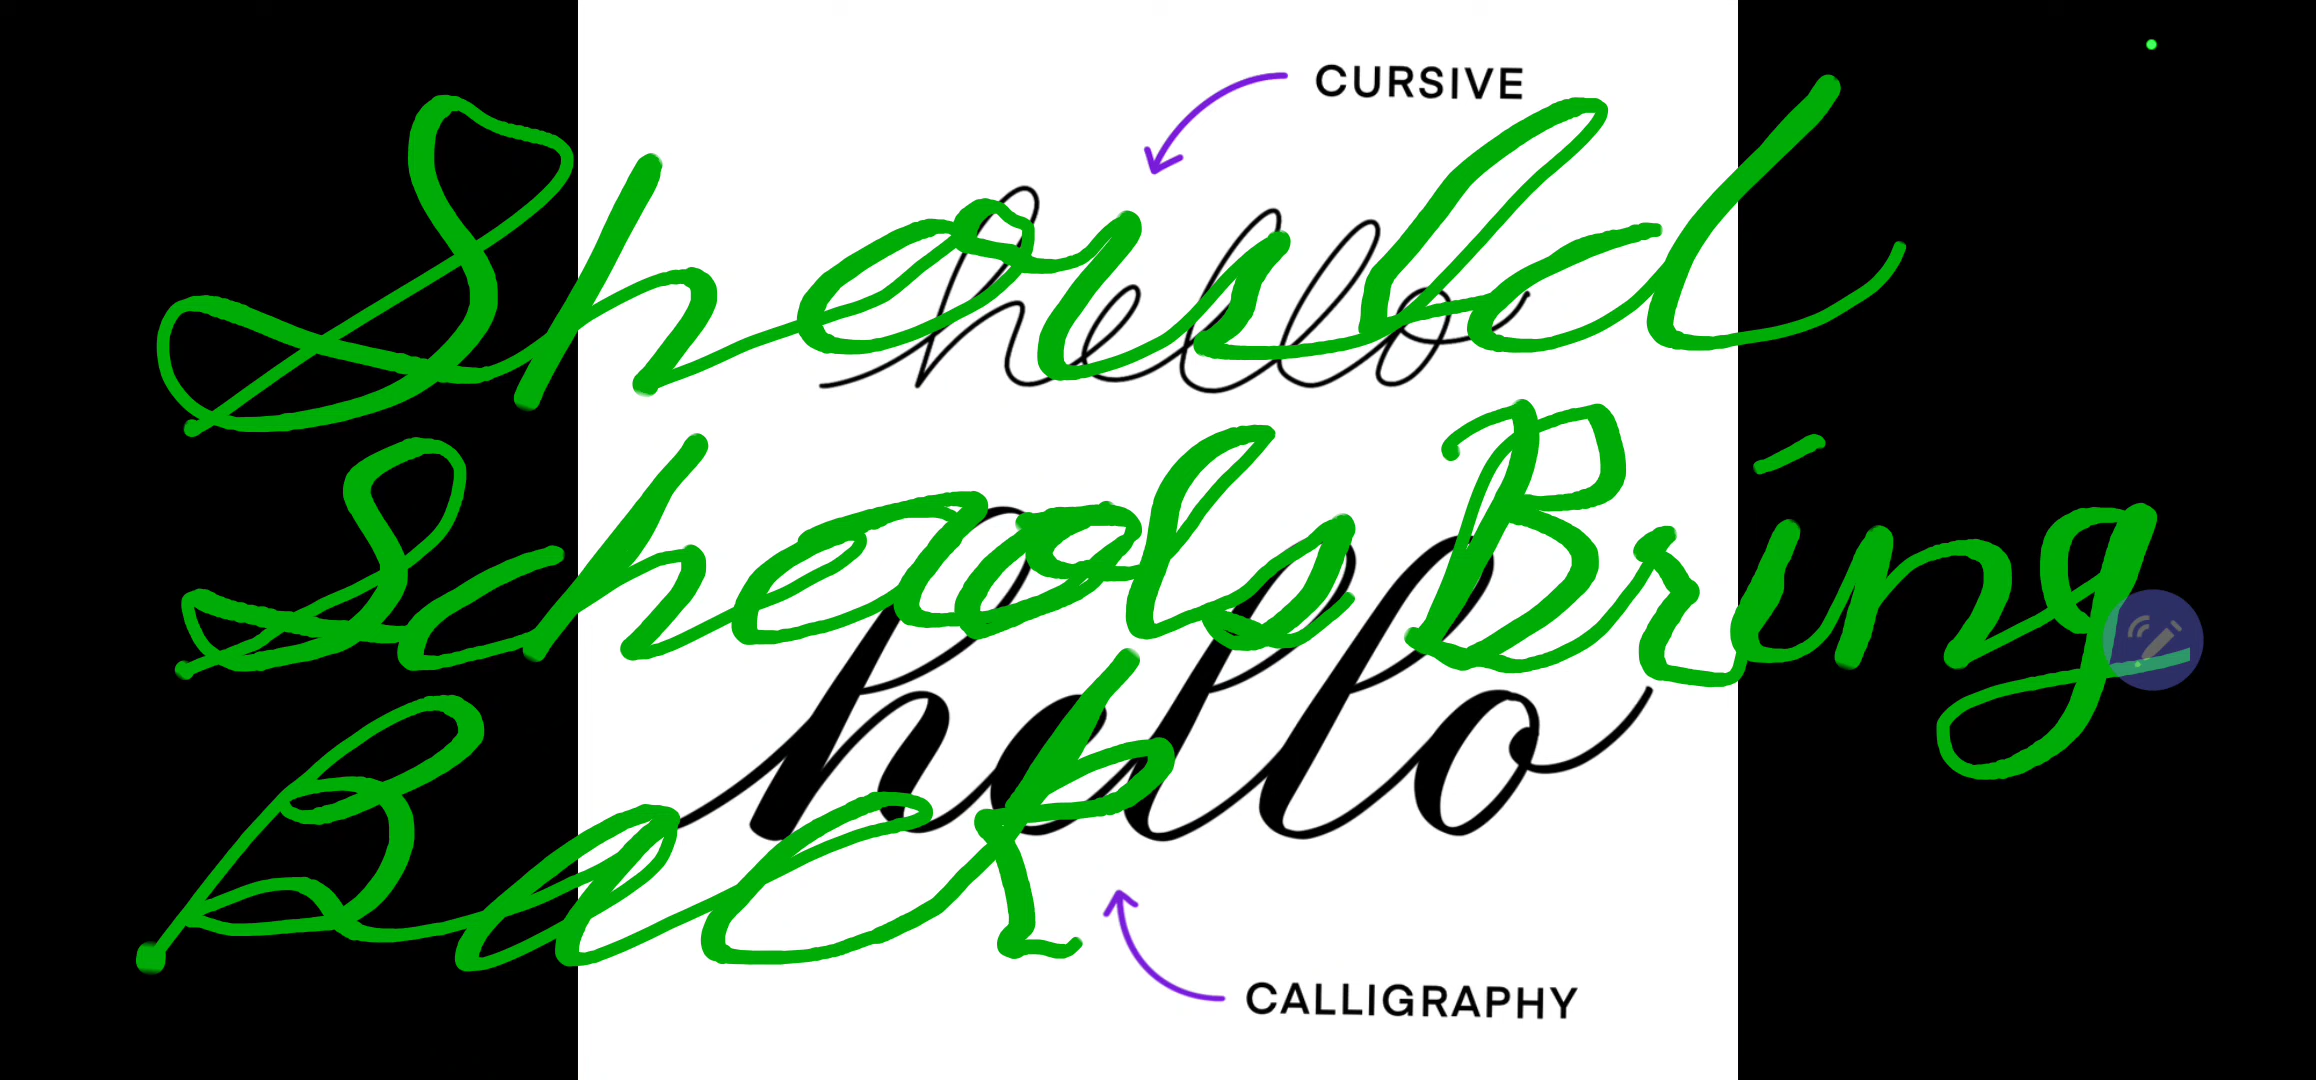 CURSIVE
hello
Should
Schools Bring
Back
hello
CALLIGRAPHY